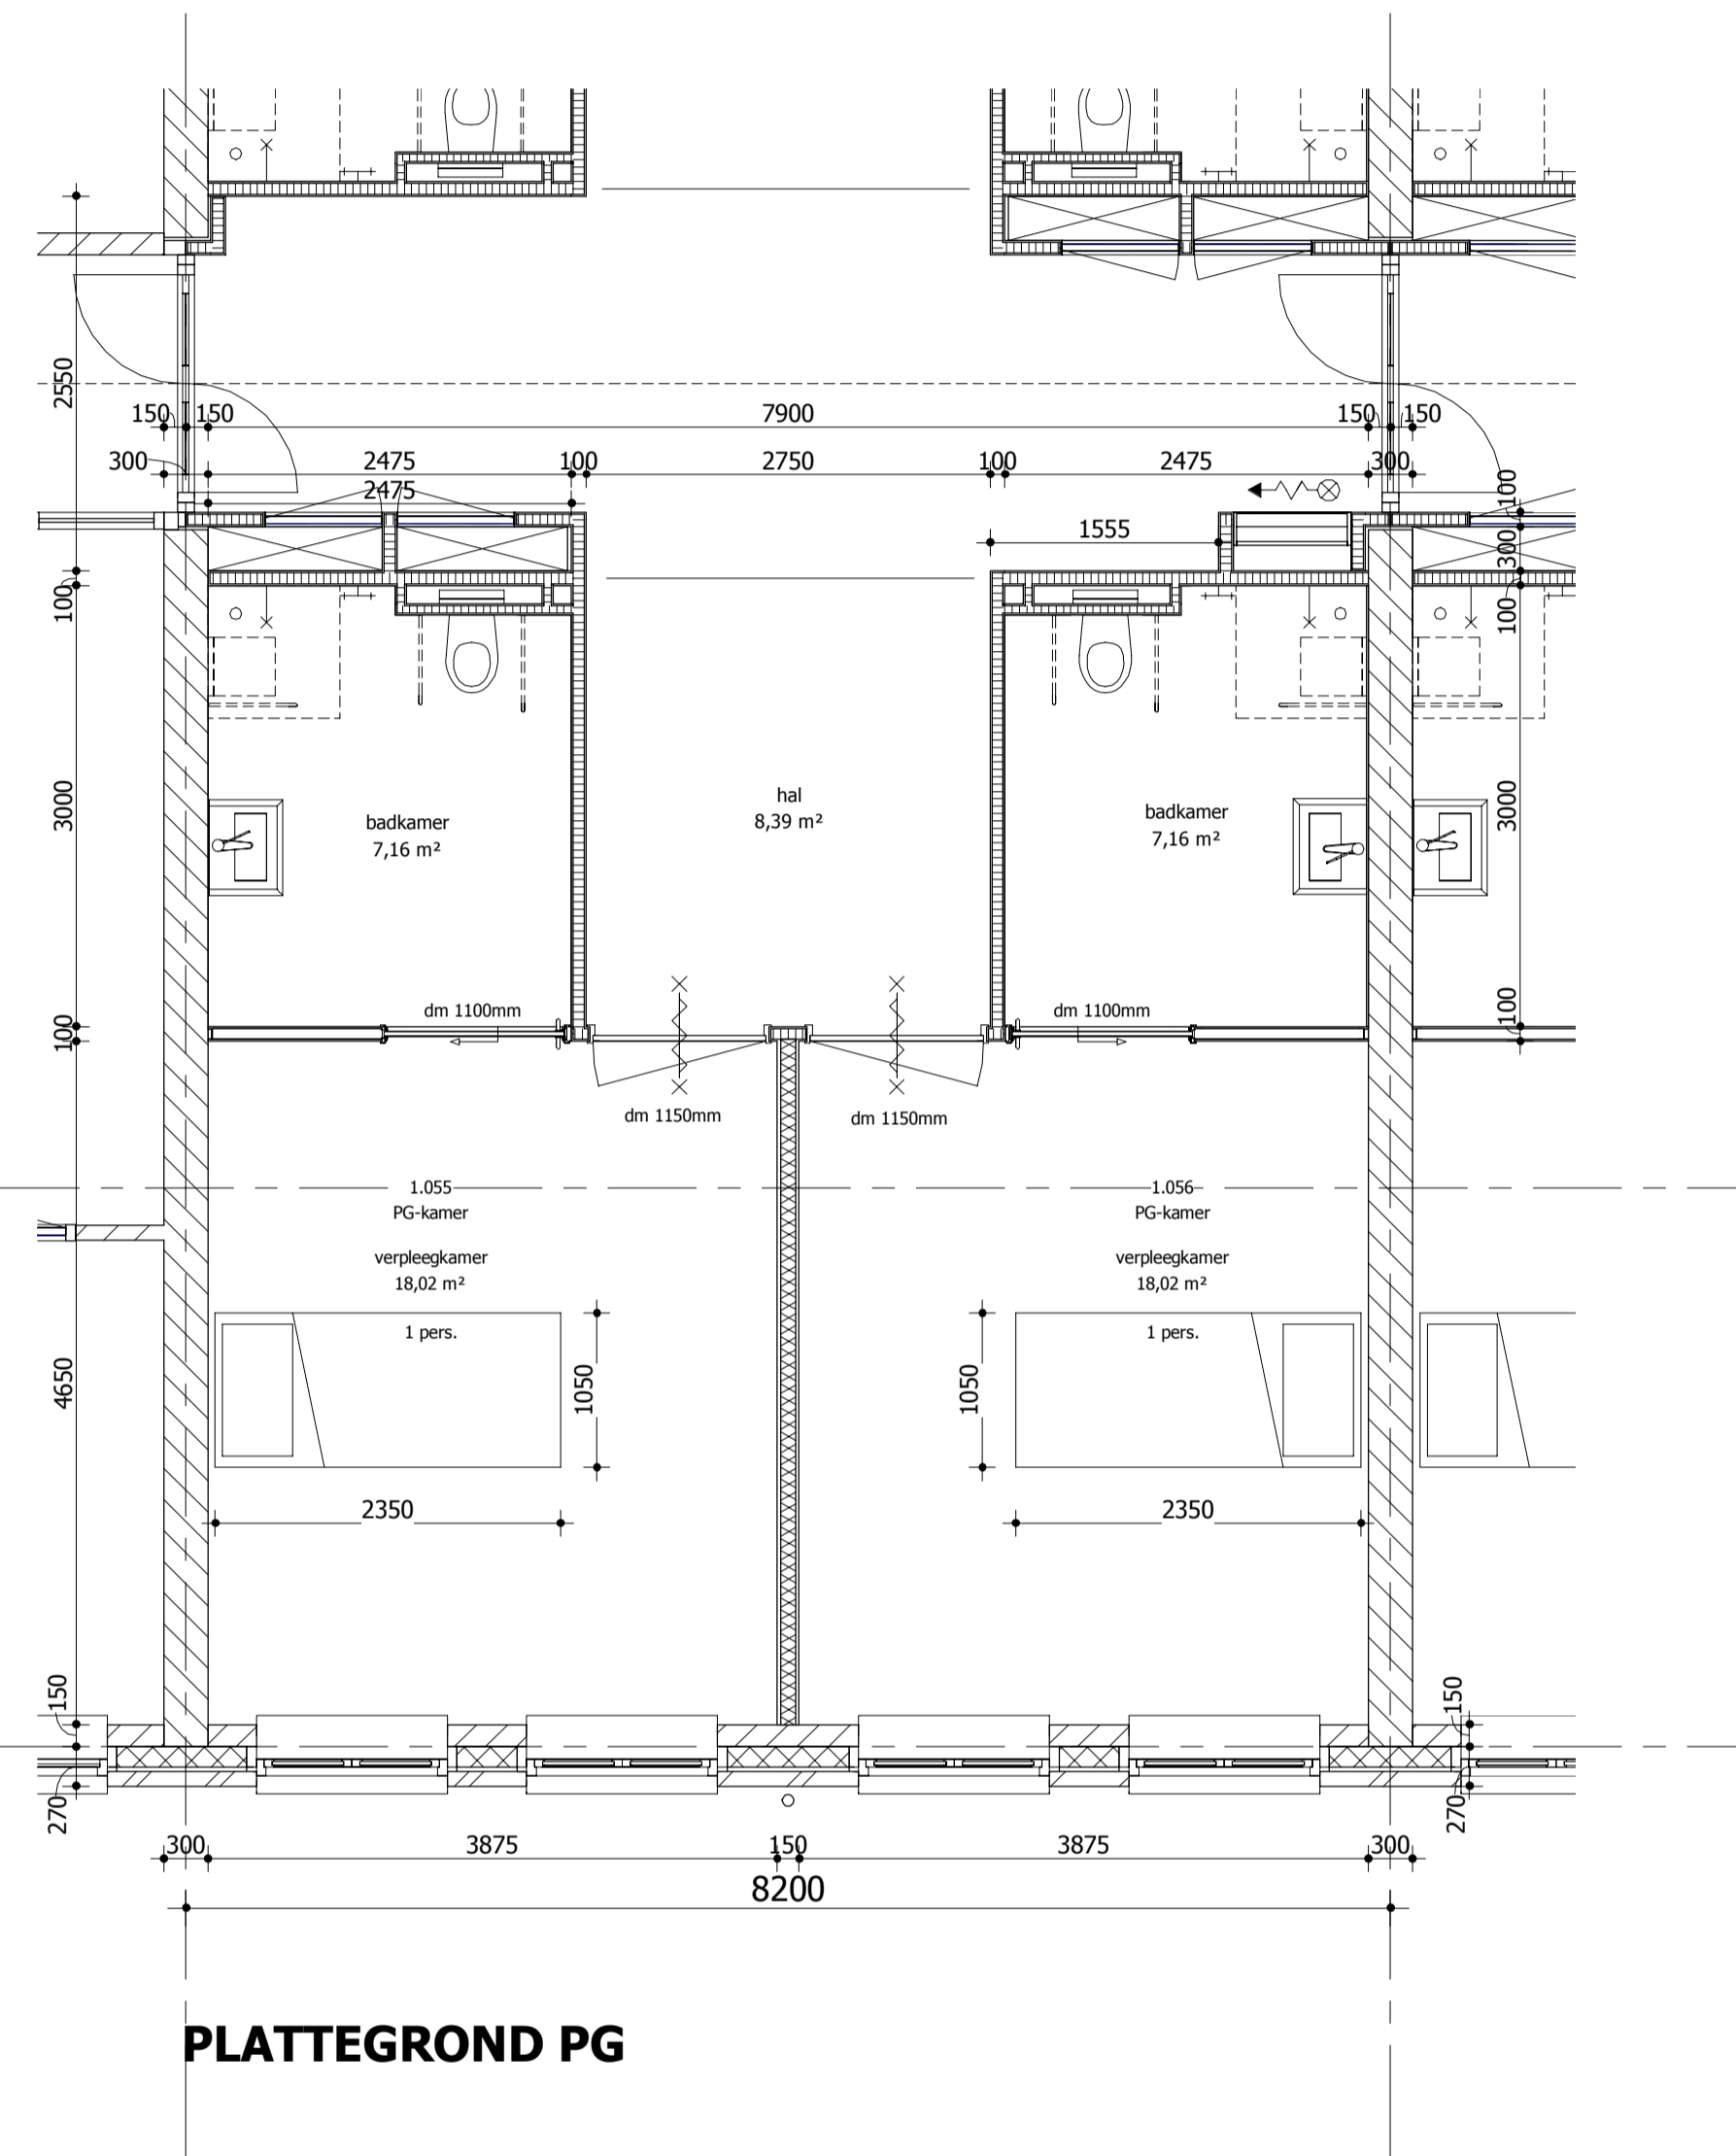 2550
150
150
7900
150
150
300
2475
100
2750
100
2475
300
2475
100
1555
300
100
100
3000
3000
hal
8,39 m²
badkamer
7,16 m²
badkamer
7,16 m²
100
dm 1100mm
dm 1100mm
100
dm 1150mm
dm 1150mm
1.055
PG-kamer
verpleegkamer
18,02 m²
1 pers.
1.056
PG-kamer
verpleegkamer
18,02 m²
1 pers.
4650
1050
1050
2350
2350
150
150
270
270
300
3875
150
3875
300
8200
PLATTEGROND PG